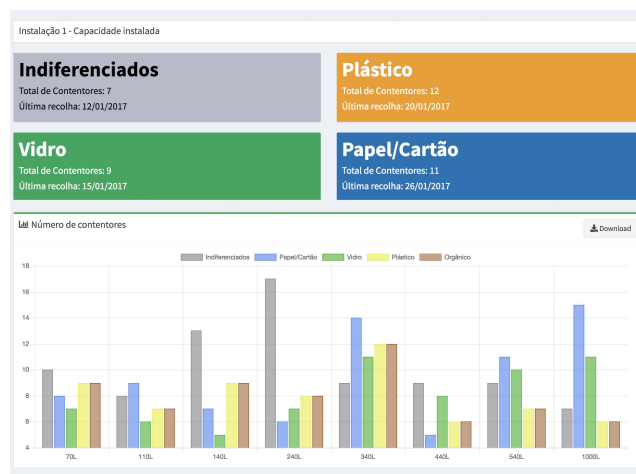 Instalação 1 - Capacidade instalada
Indiferenciados
Total de Contentores: 7
Última recolha: 12/01/2017
Plástico
Total de Contentores: 12
Última recolha: 20/01/2017
Vidro
Total de Contentores: 9
Última recolha: 15/01/2017
Papel/Cartão
Total de Contentores: 11
Última recolha: 26/01/2017
Número de contentores
Download
Indiferenciados Papel/Cartão Vidro Plástico Orgânico
18
16
14
12
10
8
6
4
70L 110L 140L 240L 340L 440L 540L 1000L